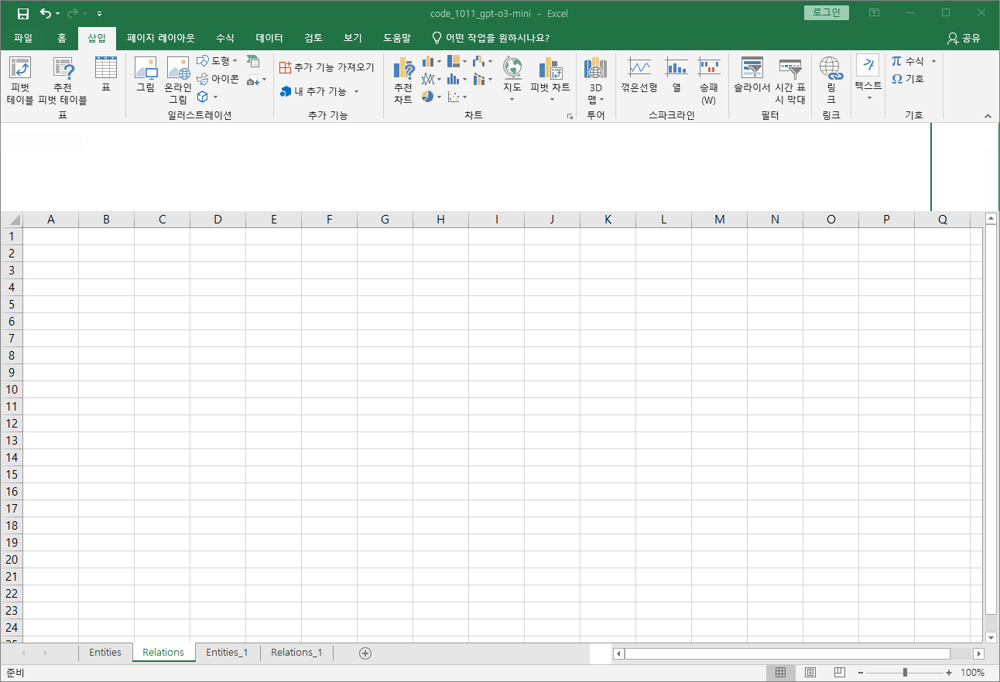 code_1011_gpt-o3-mini - Excel
로그인
파일 홈 삽입 페이지 레이아웃 수식 데이터 검토 보기 도움말 어떤 작업을 원하시나요? 공유
피벗 테이블
추천 피벗 테이블
표
표
그림
온라인 그림
도형
아이콘
일러스트레이션
추가 기능 가져오기
내 추가 기능
추가 기능
추천 차트
지도
피벗 차트
차트
3D 맵
투어
꺾은선형
열
승패 (W)
스파크라인
슬라이서
시간 표시 막대
필터
링크
링크
텍스트
π 수식
Ω 기호
기호
A B C D E F G H I J K L M N O P Q
1
2
3
4
5
6
7
8
9
10
11
12
13
14
15
16
17
18
19
20
21
22
23
24
25
Entities Relations Entities_1 Relations_1
준비
100%